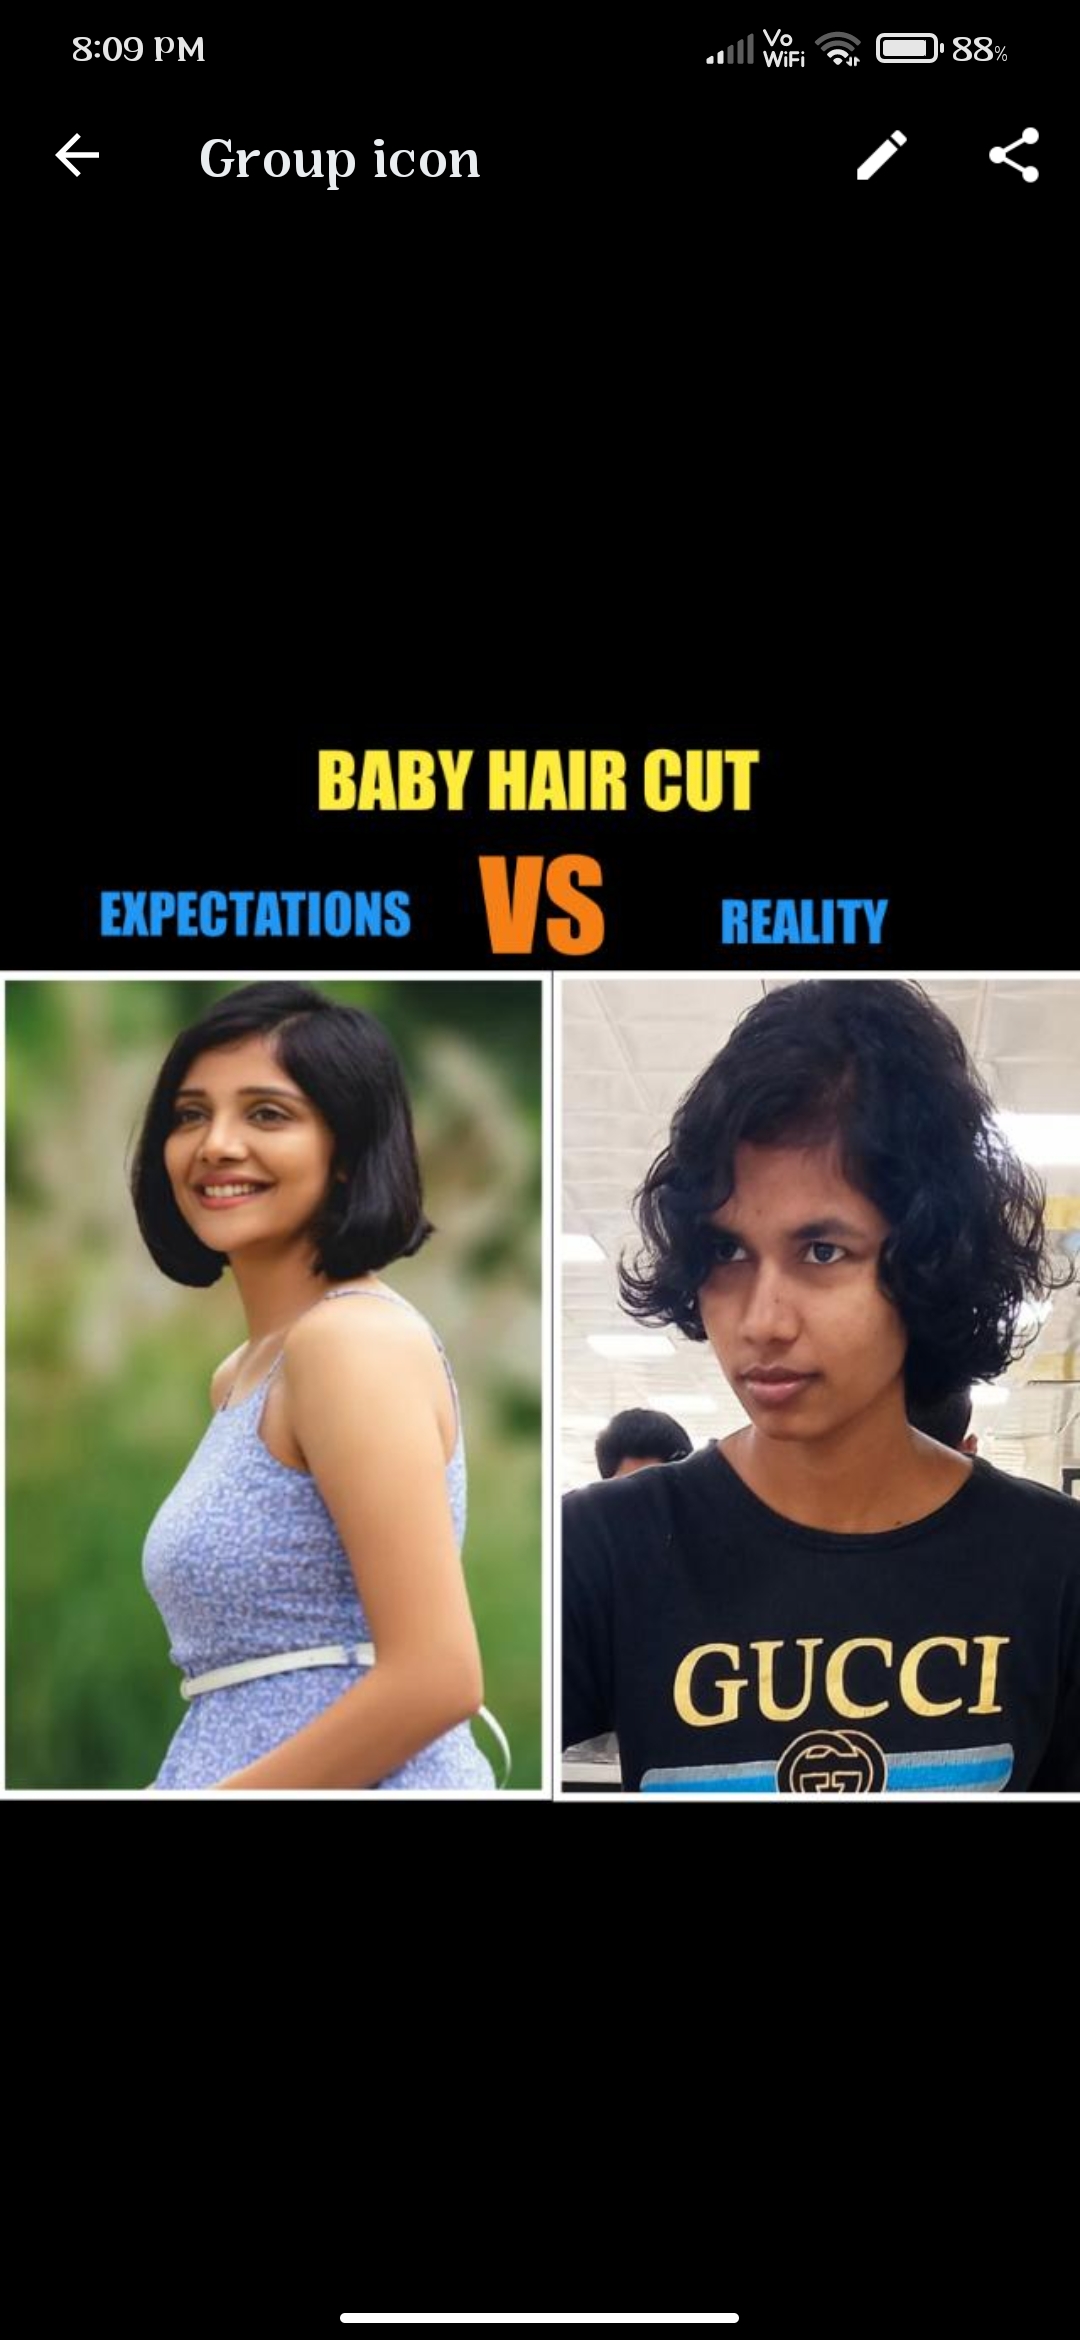 8:09 PM
Vo
WiFi
88%
Group icon
BABY HAIR CUT
EXPECTATIONS VS REALITY
GUCCI